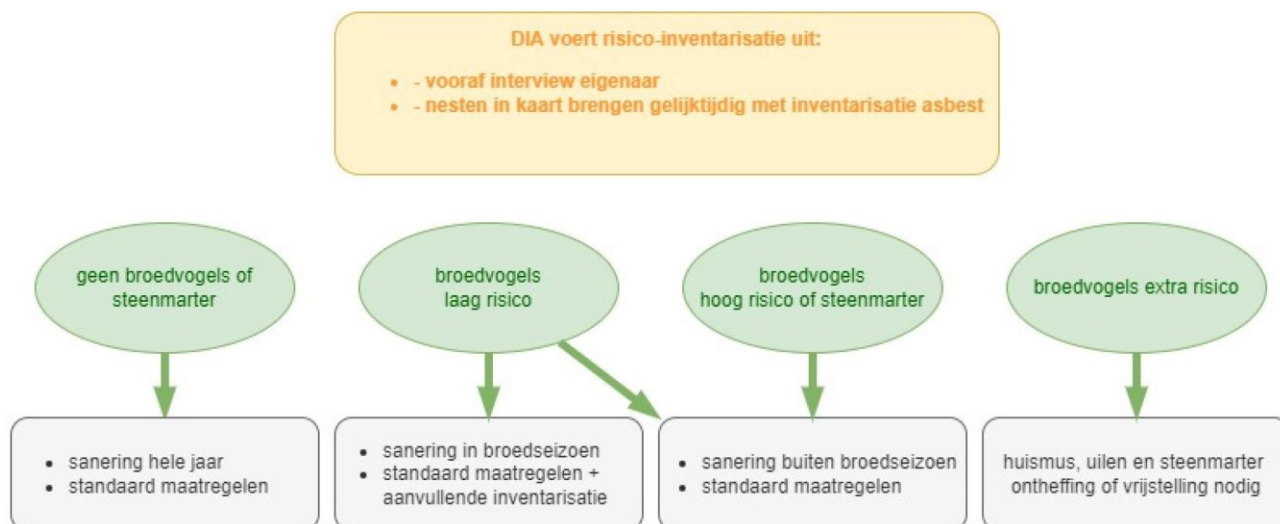 DIA voert risico-inventarisatie uit:
• - vooraf interview eigenaar
• - nesten in kaart brengen gelijktijdig met inventarisatie asbest
geen broedvogels of
steenmarter
broedvogels
laag risico
broedvogels
hoog risico of steenmarter
broedvogels extra risico
• sanering hele jaar
• standaard maatregelen
• sanering in broedseizoen
• standaard maatregelen +
aanvullende inventarisatie
• sanering buiten broedseizoen
• standaard maatregelen
huismus, uilen en steenmarter
ontheffing of vrijstelling nodig